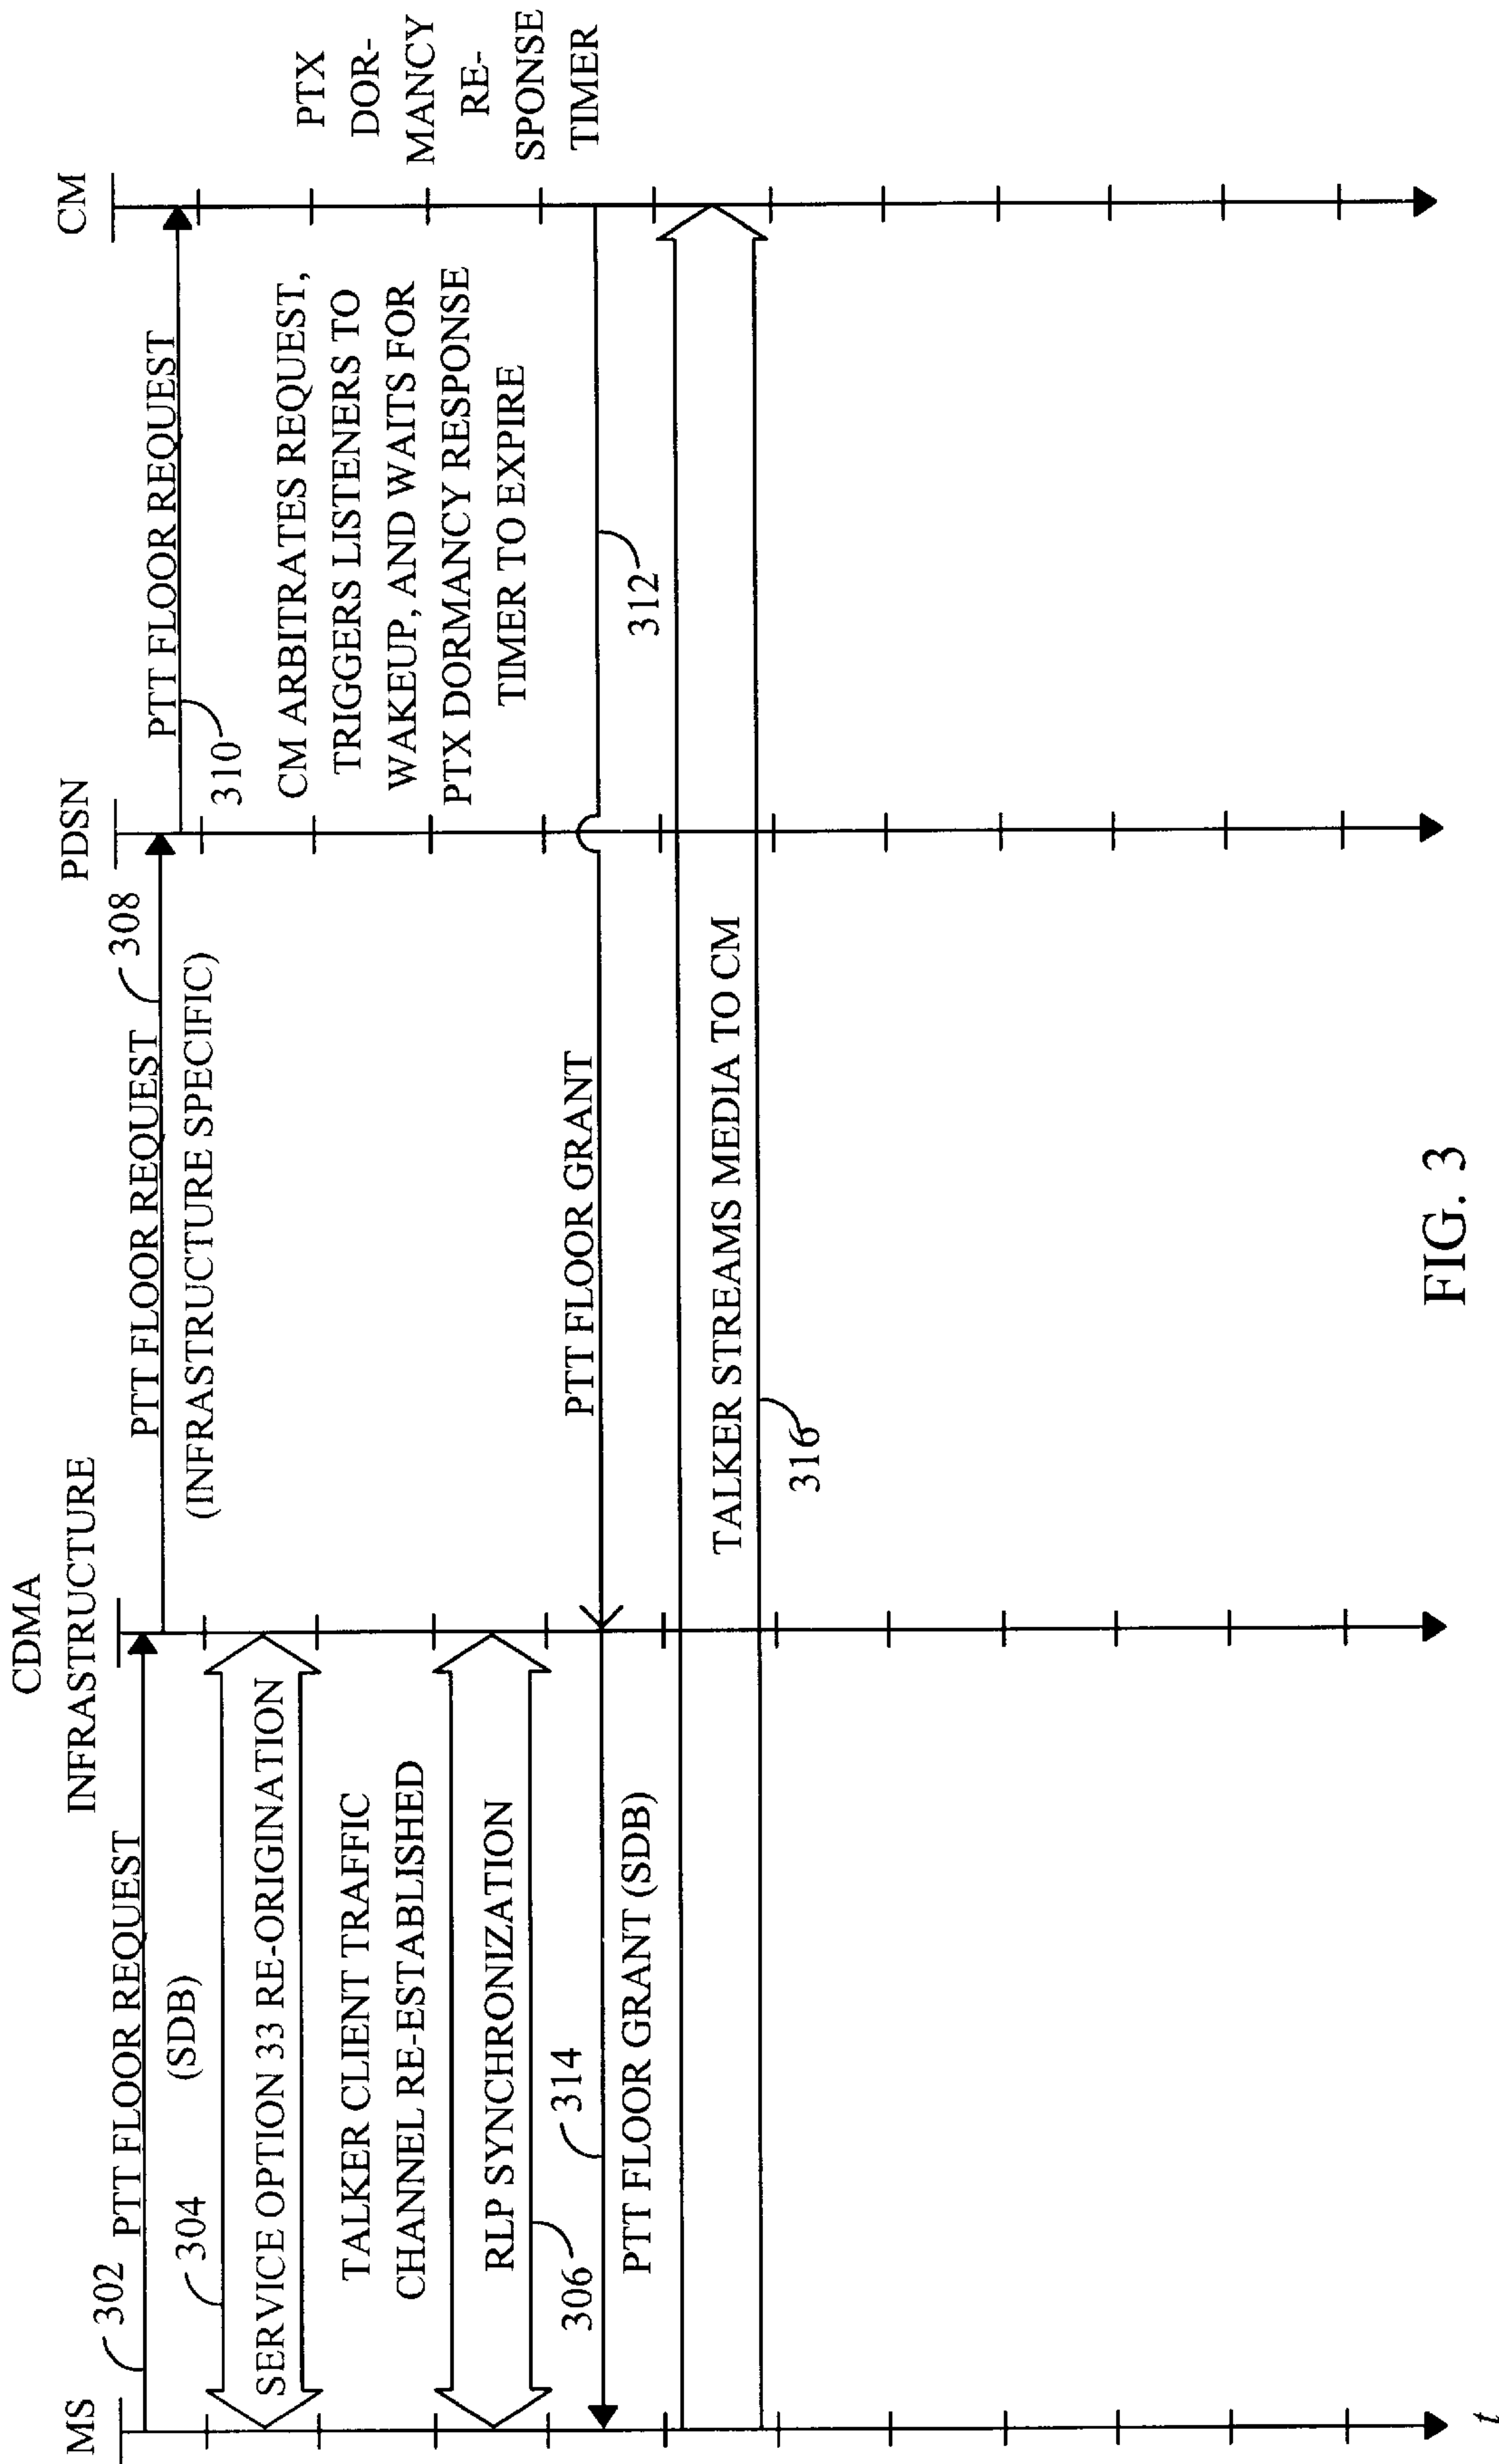 MS
CDMA
INFRASTRUCTURE
PDSN
CM
302
PTT FLOOR REQUEST
(SDB)
308
PTT FLOOR REQUEST
(INFRASTRUCTURE SPECIFIC)
PTT FLOOR REQUEST
310
304
SERVICE OPTION 33 RE-ORIGINATION
TALKER CLIENT TRAFFIC
CHANNEL RE-ESTABLISHED
RLP SYNCHRONIZATION
306
CM ARBITRATES REQUEST,
TRIGGERS LISTENERS TO
WAKEUP, AND WAITS FOR
PTX DORMANCY RESPONSE
TIMER TO EXPIRE
PTX
DOR-
MANCY
RE-
SPONSE
TIMER
312
PTT FLOOR GRANT
314
PTT FLOOR GRANT (SDB)
TALKER STREAMS MEDIA TO CM
316
t
FIG. 3